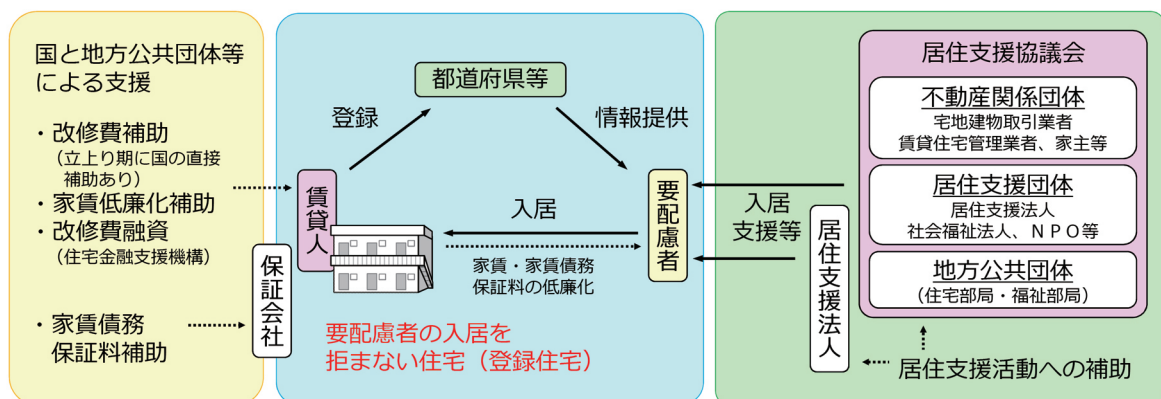 国と地方公共団体等
による支援
・改修費補助
（立上り期に国の直接
補助あり）
・家賃低廉化補助
・改修費融資
（住宅金融支援機構）
・家賃債務
保証料補助
保証会社
都道府県等
登録
情報提供
賃貸人
入居
要配慮者
家賃・家賃債務
保証料の低廉化
要配慮者の入居を
拒まない住宅（登録住宅）
入居
支援等
居住支援法人
居住支援協議会
不動産関係団体
宅地建物取引業者
賃貸住宅管理業者、家主等
居住支援団体
居住支援法人
社会福祉法人、ＮＰＯ等
地方公共団体
（住宅部局・福祉部局）
居住支援活動への補助